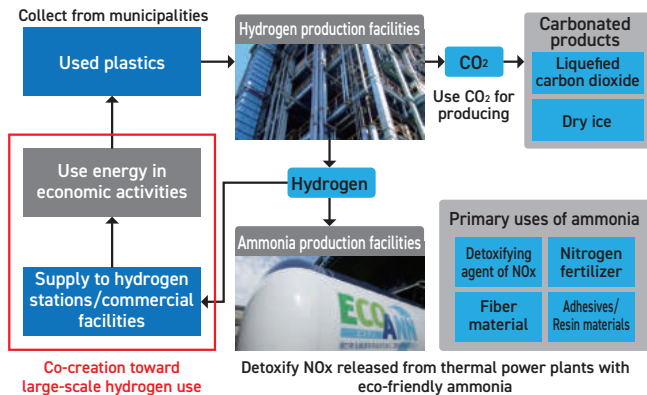 Collect from municipalities
Used plastics
Hydrogen production facilities
CO2
Use CO2 for
producing
Carbonated
products
Liquefied
carbon dioxide
Dry ice
Use energy in
economic activities
Hydrogen
Supply to hydrogen
stations/commercial
facilities
Co-creation toward
large-scale hydrogen use
Ammonia production facilities
ECO
ANN
Detoxify NOx released from thermal power plants with
eco-friendly ammonia
Primary uses of ammonia
Detoxifying
agent of NOx
Nitrogen
fertilizer
Fiber
material
Adhesives/
Resin materials